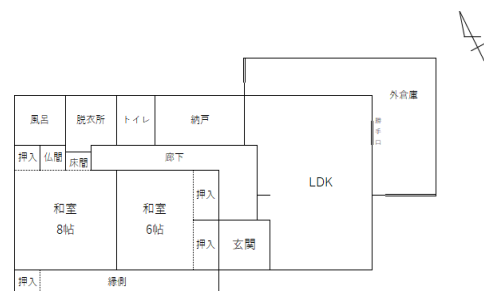 外倉庫
風呂
脱衣所
トイレ
納戸
勝手口
押入
仏間
床間
廊下
LDK
押入
和室
8帖
和室
6帖
押入
玄関
押入
縁側